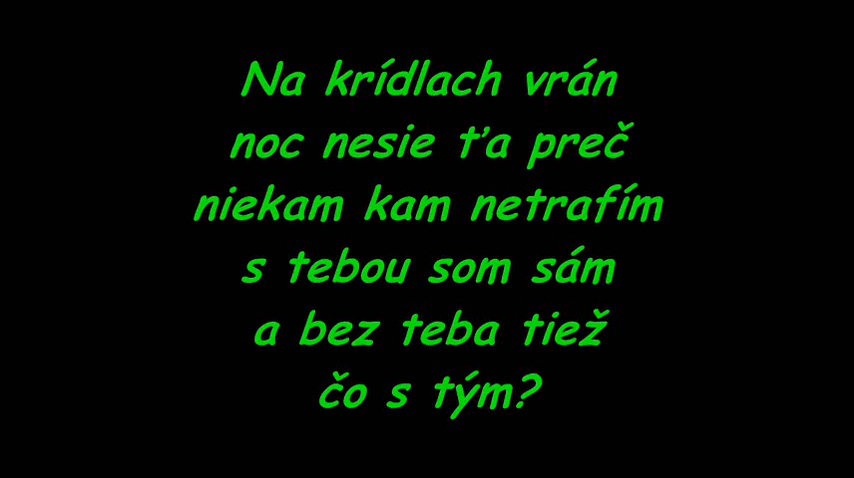 Na krídlach vrán
noc nesie ťa preč
niekam kam netrafím
s tebou som sám
a bez teba tiež
čo s tým?